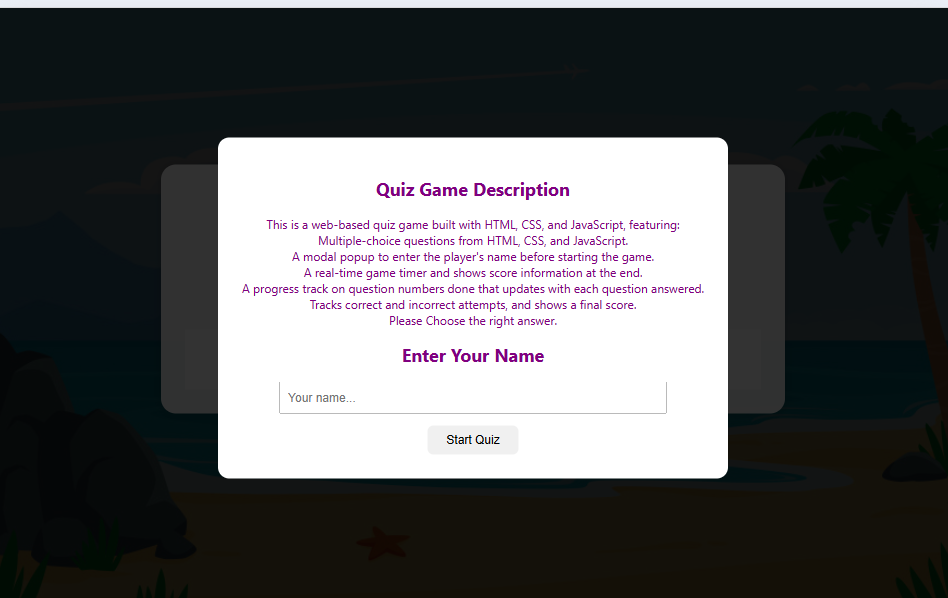 Quiz Game Description
This is a web-based quiz game built with HTML, CSS, and JavaScript, featuring:
Multiple-choice questions from HTML, CSS, and JavaScript.
A modal popup to enter the player's name before starting the game.
A real-time game timer and shows score information at the end.
A progress track on question numbers done that updates with each question answered.
Tracks correct and incorrect attempts, and shows a final score.
Please Choose the right answer.
Enter Your Name
Your name...
Start Quiz